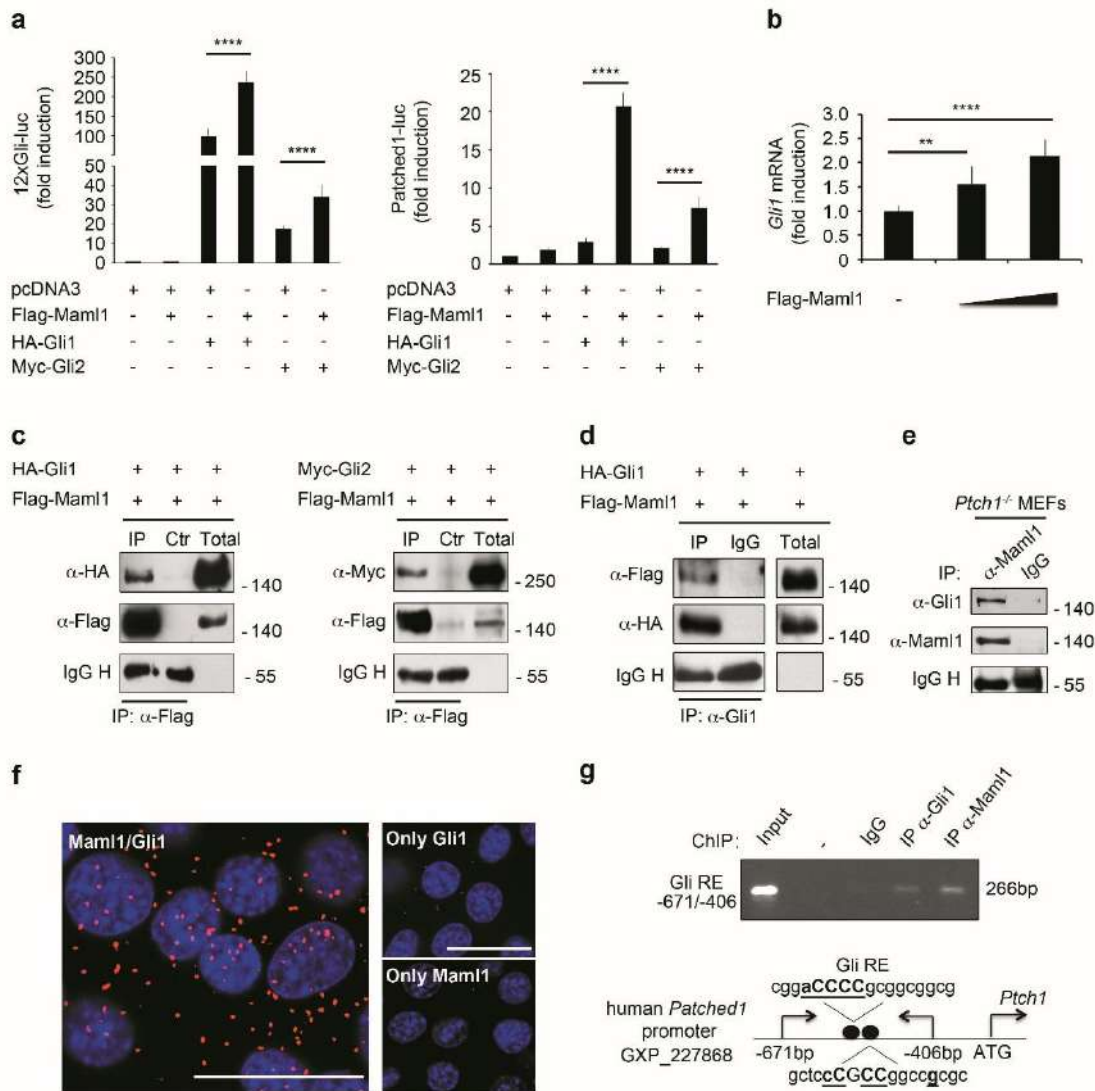 a
12xGli-luc
(fold induction)
300
250
200
150
100
50
40
30
20
10
0
****
****
pcDNA3 + + + - + -
Flag-Maml1 - + - + - +
HA-Gli1 - - + + - -
Myc-Gli2 - - - - + +
Patched1-luc
(fold induction)
25
20
15
10
5
0
****
****
pcDNA3 + + + - + -
Flag-Maml1 - + - + - +
HA-Gli1 - - + + - -
Myc-Gli2 - - - - + +
b
Gli1 mRNA
(fold induction)
3.0
2.5
2.0
1.5
1.0
0.5
0.0
****
**
Flag-Maml1 -
c
HA-Gli1 + + +
Flag-Maml1 + + +
IP Ctr Total
α-HA - 140
α-Flag - 140
IgG H - 55
IP: α-Flag
Myc-Gli2 + + +
Flag-Maml1 + + +
IP Ctr Total
α-Myc - 250
α-Flag - 140
IgG H - 55
IP: α-Flag
d
HA-Gli1 + + +
Flag-Maml1 + + +
IP IgG Total
α-Flag - 140
α-HA - 140
IgG H - 55
IP: α-Gli1
e
Ptch1-/- MEFs
IP: α-Maml1 IgG
α-Gli1 - 140
α-Maml1 - 140
IgG H - 55
f
Maml1/Gli1
Only Gli1
Only Maml1
g
ChIP: Input - IgG IP α-Gli1 IP α-Maml1
Gli RE
-671/-406
266bp
Gli RE
cggaCCCCgcggcggcg
human Patched1
promoter
GXP_227868
Ptch1
-671bp
-406bp
ATG
gctccCGCCggccgcgc